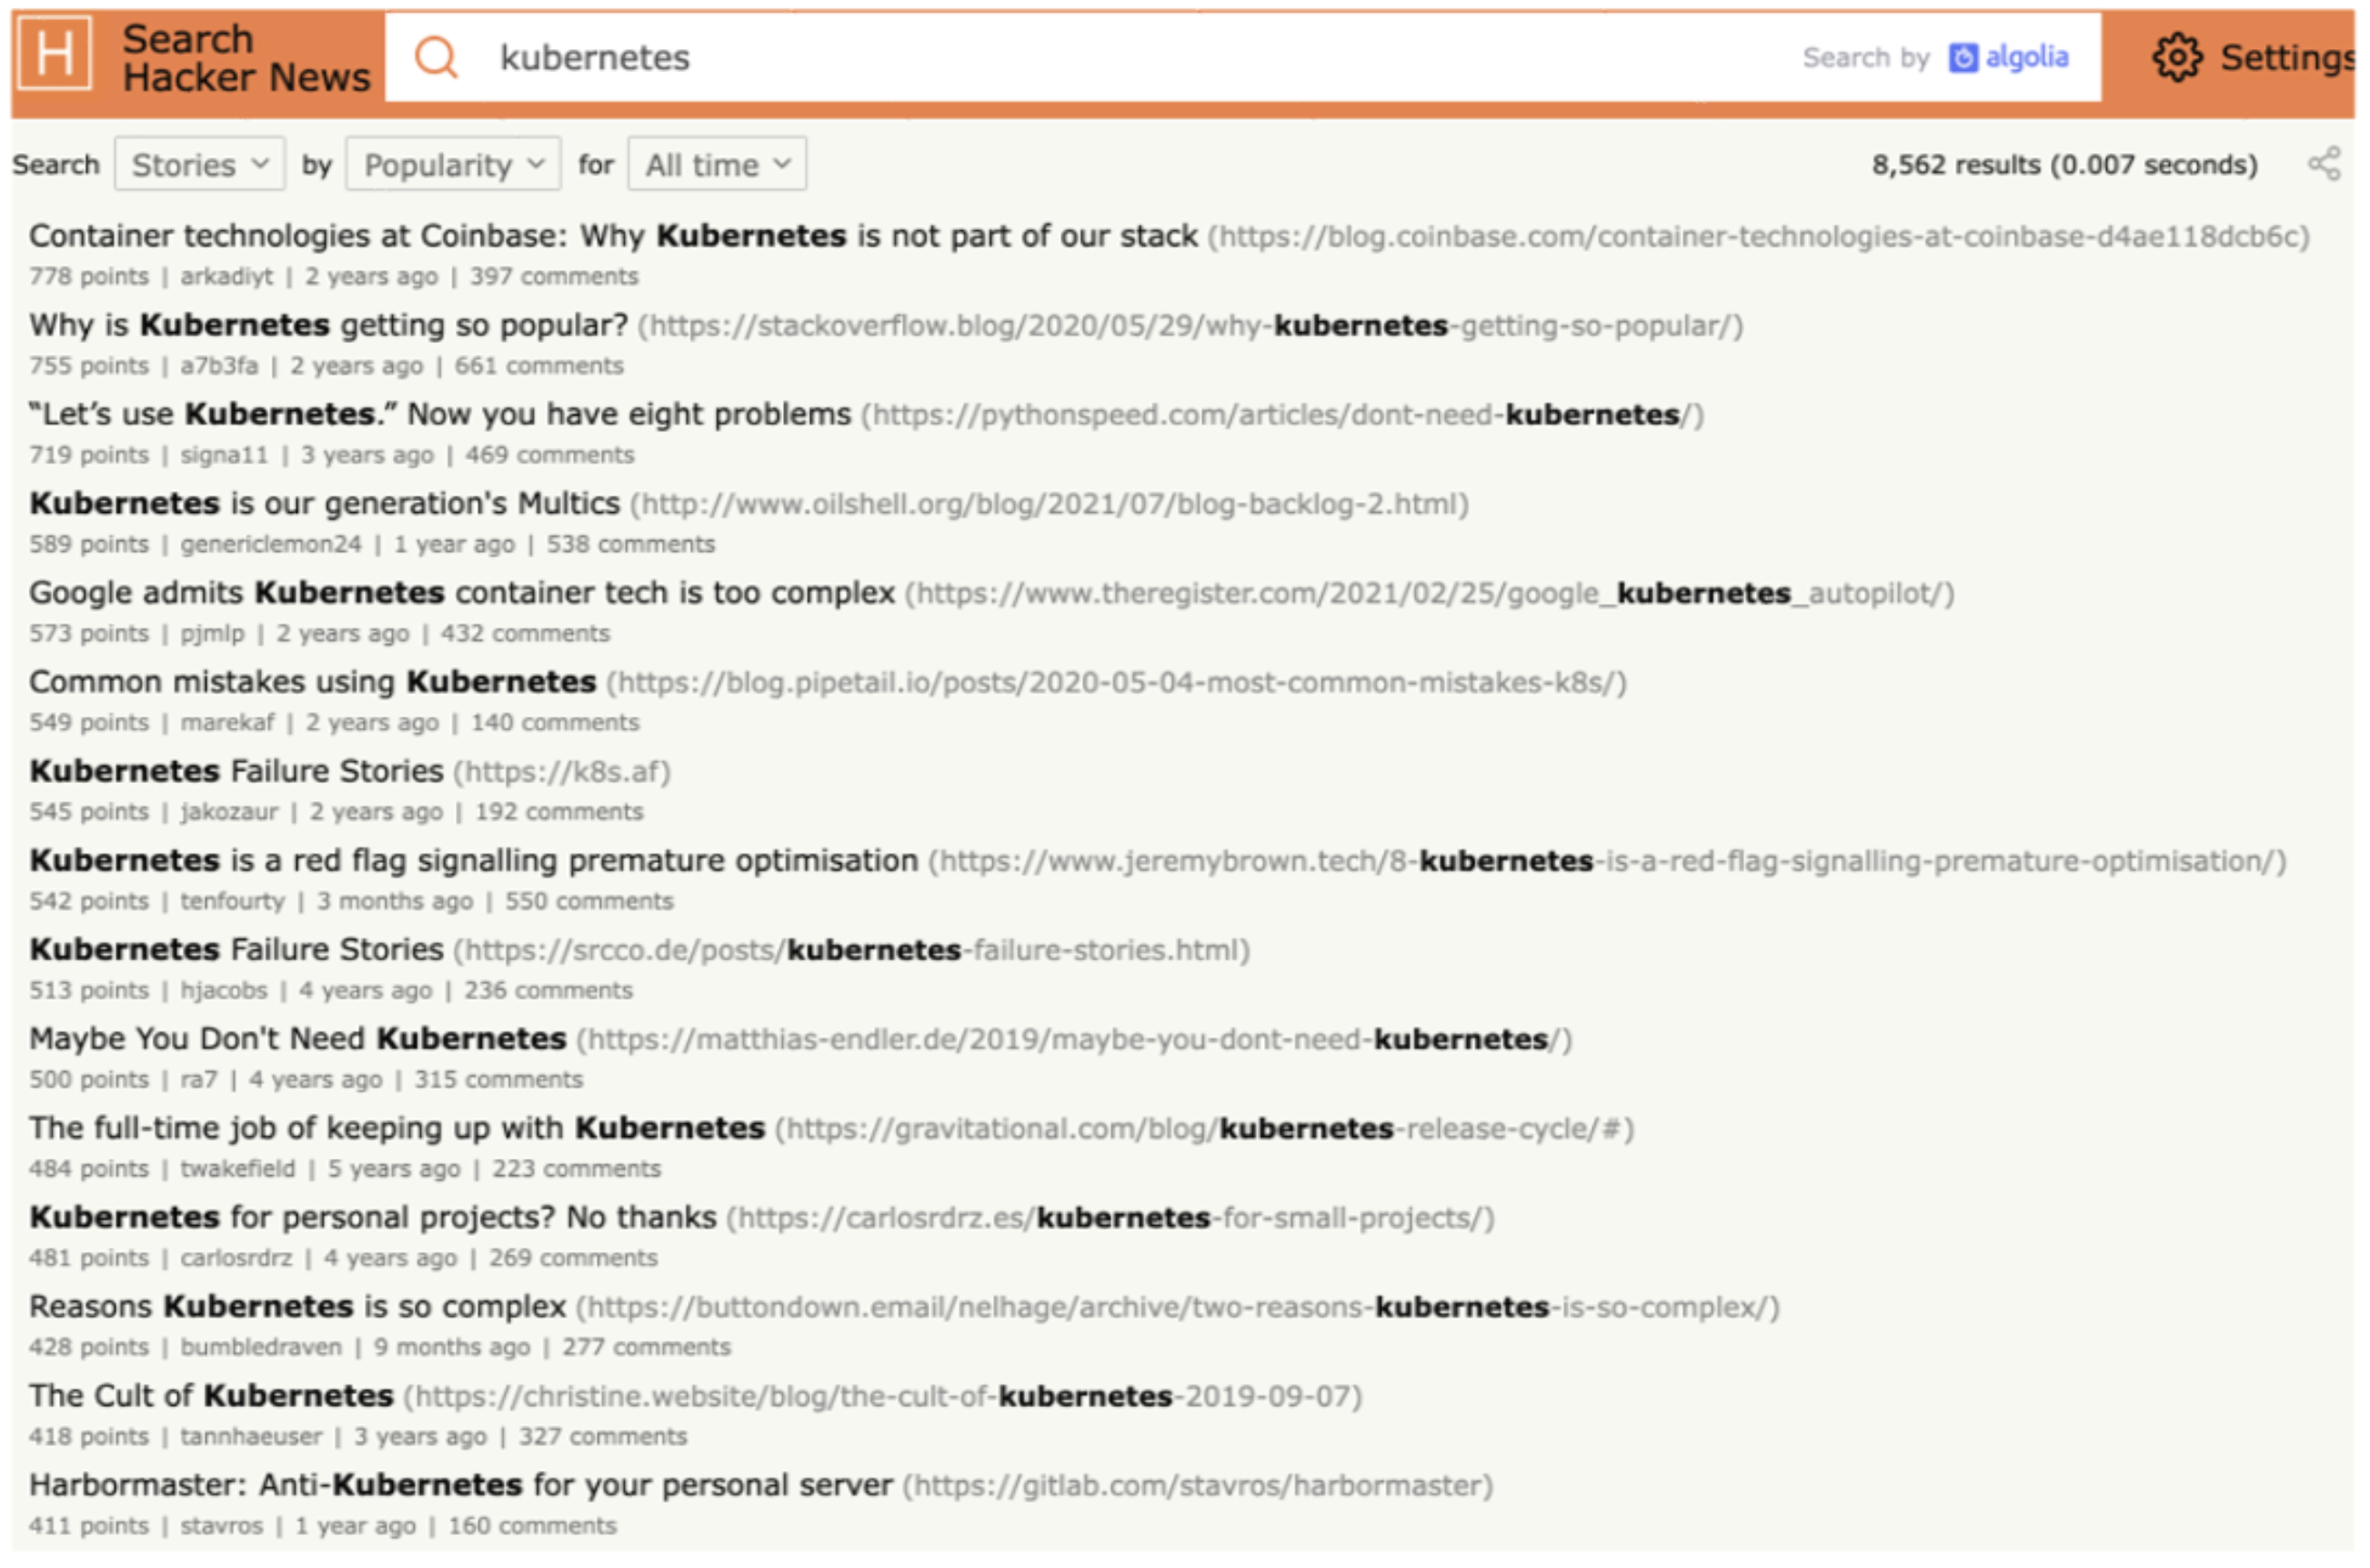 H Search Hacker News kubernetes Search by algolia Settings
Search Stories by Popularity for All time 8,562 results (0.007 seconds)
Container technologies at Coinbase: Why Kubernetes is not part of our stack (https://blog.coinbase.com/container-technologies-at-coinbase-d4ae118dcb6c)
778 points | arkadiyt | 2 years ago | 397 comments
Why is Kubernetes getting so popular? (https://stackoverflow.blog/2020/05/29/why-kubernetes-getting-so-popular/)
755 points | a7b3fa | 2 years ago | 661 comments
“Let’s use Kubernetes.” Now you have eight problems (https://pythonspeed.com/articles/dont-need-kubernetes/)
719 points | signa11 | 3 years ago | 469 comments
Kubernetes is our generation's Multics (http://www.oilshell.org/blog/2021/07/blog-backlog-2.html)
589 points | genericlemon24 | 1 year ago | 538 comments
Google admits Kubernetes container tech is too complex (https://www.theregister.com/2021/02/25/google_kubernetes_autopilot/)
573 points | pjmlp | 2 years ago | 432 comments
Common mistakes using Kubernetes (https://blog.pipetail.io/posts/2020-05-04-most-common-mistakes-k8s/)
549 points | marekaf | 2 years ago | 140 comments
Kubernetes Failure Stories (https://k8s.af)
545 points | jakozaur | 2 years ago | 192 comments
Kubernetes is a red flag signalling premature optimisation (https://www.jeremybrown.tech/8-kubernetes-is-a-red-flag-signalling-premature-optimisation/)
542 points | tenfourty | 3 months ago | 550 comments
Kubernetes Failure Stories (https://srcco.de/posts/kubernetes-failure-stories.html)
513 points | hjacobs | 4 years ago | 236 comments
Maybe You Don't Need Kubernetes (https://matthias-endler.de/2019/maybe-you-dont-need-kubernetes/)
500 points | ra7 | 4 years ago | 315 comments
The full-time job of keeping up with Kubernetes (https://gravitational.com/blog/kubernetes-release-cycle/#)
484 points | twakefield | 5 years ago | 223 comments
Kubernetes for personal projects? No thanks (https://carlosrdrz.es/kubernetes-for-small-projects/)
481 points | carlosrdrz | 4 years ago | 269 comments
Reasons Kubernetes is so complex (https://buttondown.email/nelhage/archive/two-reasons-kubernetes-is-so-complex/)
428 points | bumbledraven | 9 months ago | 277 comments
The Cult of Kubernetes (https://christine.website/blog/the-cult-of-kubernetes-2019-09-07)
418 points | tannhaeuser | 3 years ago | 327 comments
Harbormaster: Anti-Kubernetes for your personal server (https://gitlab.com/stavros/harbormaster)
411 points | stavros | 1 year ago | 160 comments